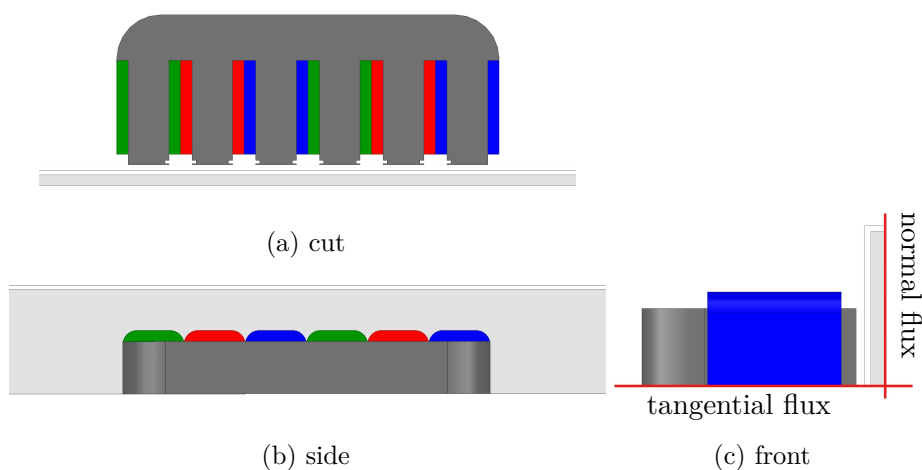 (a) cut
normal flux
tangential flux
(b) side
(c) front